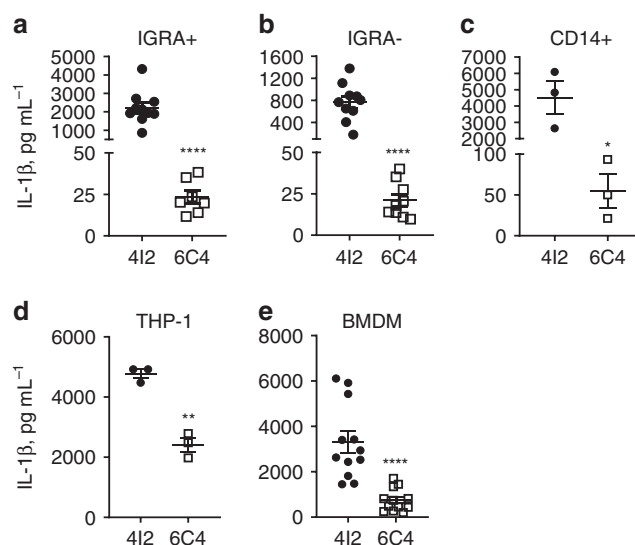 a
IGRA+
IL-1β, pg mL⁻¹
5000
4000
3000
2000
1000
50
25
0
****
4I2 6C4
b
IGRA-
1600
1200
800
400
50
25
0
****
4I2 6C4
c
CD14+
7000
6000
5000
4000
3000
2000
1000
100
50
0
*
4I2 6C4
d
THP-1
IL-1β, pg mL⁻¹
6000
4000
2000
0
**
4I2 6C4
e
BMDM
8000
6000
4000
2000
0
****
4I2 6C4